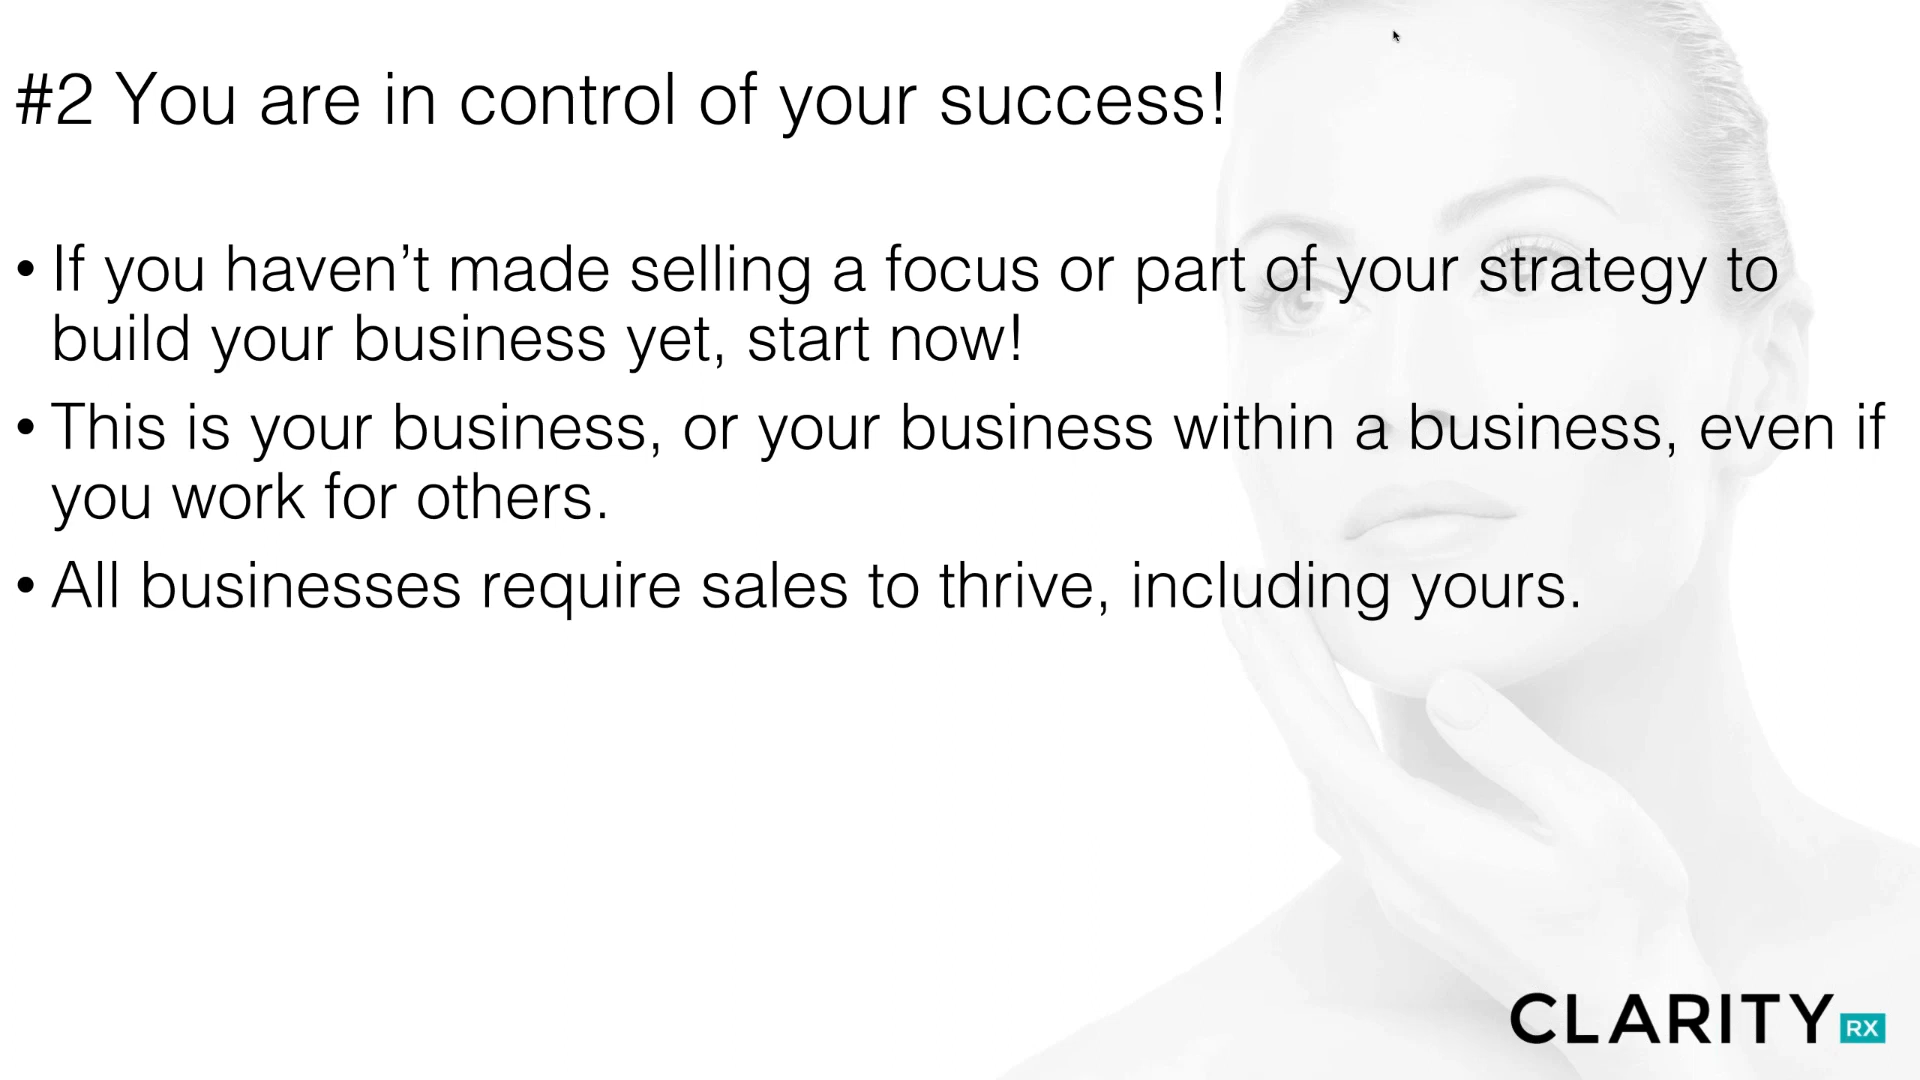 #2 You are in control of your success!
• If you haven’t made selling a focus or part of your strategy to
build your business yet, start now!
• This is your business, or your business within a business, even if
you work for others.
• All businesses require sales to thrive, including yours.
CLARITY RX